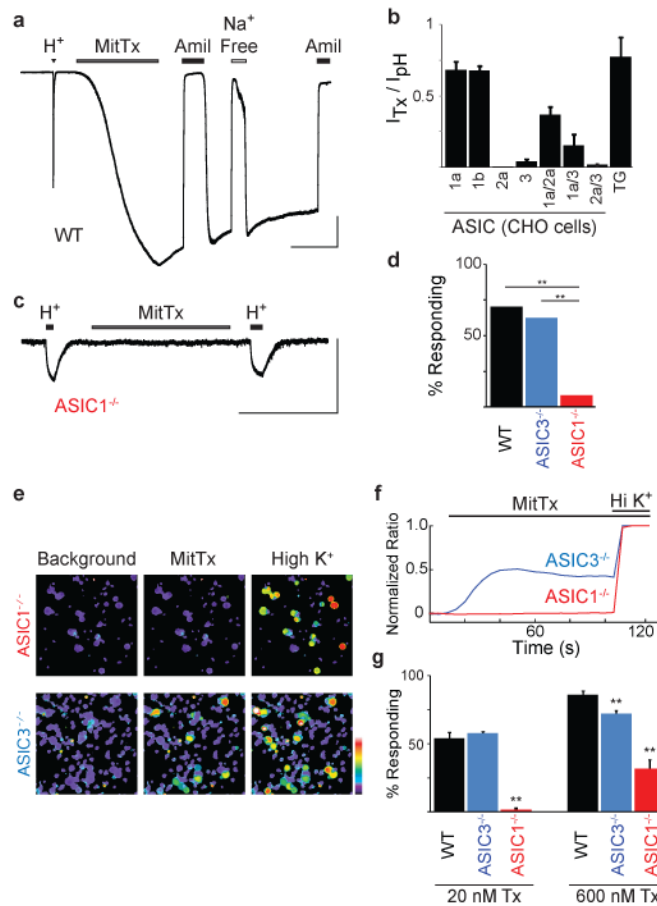 a
H+ MitTx Amil Na+ Free Amil
WT
b
ITx / IpH
0.5
0
1a 1b 2a 3 1a/2a 1a/3 2a/3 TG
ASIC (CHO cells)
c
H+ MitTx H+
ASIC1-/-
d
% Responding
100
75
50
25
WT ASIC3-/- ASIC1-/-
** 
**
e
Background MitTx High K+
ASIC1-/-
ASIC3-/-
f
Hi K+
MitTx
Normalized Ratio
1.0
0.5
0
ASIC3-/-
ASIC1-/-
60 120
Time (s)
g
% Responding
100
50
0
** ** **
WT ASIC3-/- ASIC1-/- WT ASIC3-/- ASIC1-/-
20 nM Tx 600 nM Tx